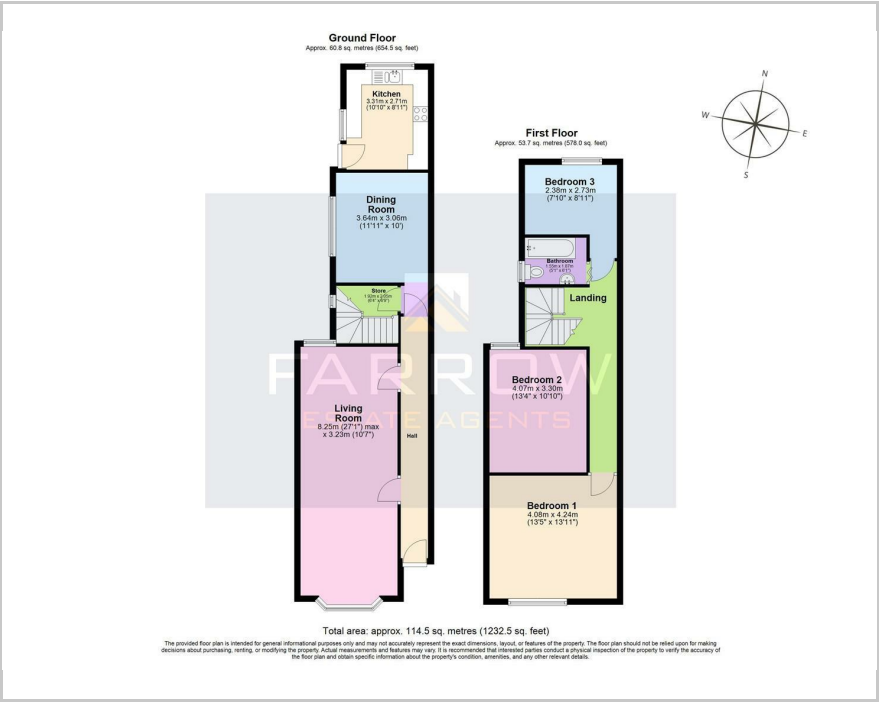 Ground Floor
Approx. 60.8 sq. metres (654.5 sq. feet)
Kitchen
3.31m x 2.71m
(10'10" x 8'11")
Dining
Room
3.64m x 3.06m
(11'11" x 10')
Store
Living
Room
8.25m (27'1") max
x 3.23m (10'7")
Hall
First Floor
Approx. 53.7 sq. metres (578.0 sq. feet)
Bedroom 3
2.38m x 2.73m
(7'10" x 8'11")
Bathroom
Landing
Bedroom 2
4.07m x 3.30m
(13'4" x 10'10")
Bedroom 1
4.08m x 4.24m
(13'5" x 13'11")
N
W
E
S
FARROW
ESTATE AGENTS
Total area: approx. 114.5 sq. metres (1232.5 sq. feet)
The provided floor plan is intended for general informational purposes only and may not accurately represent the exact dimensions, layout, or features of the property. The floor plan should not be relied upon for making
decisions about purchasing, renting, or modifying the property. Actual measurements and features may vary. It is recommended that interested parties conduct a physical inspection of the property to verify the accuracy of
the floor plan and obtain specific information about the property's condition, amenities, and any other relevant details.